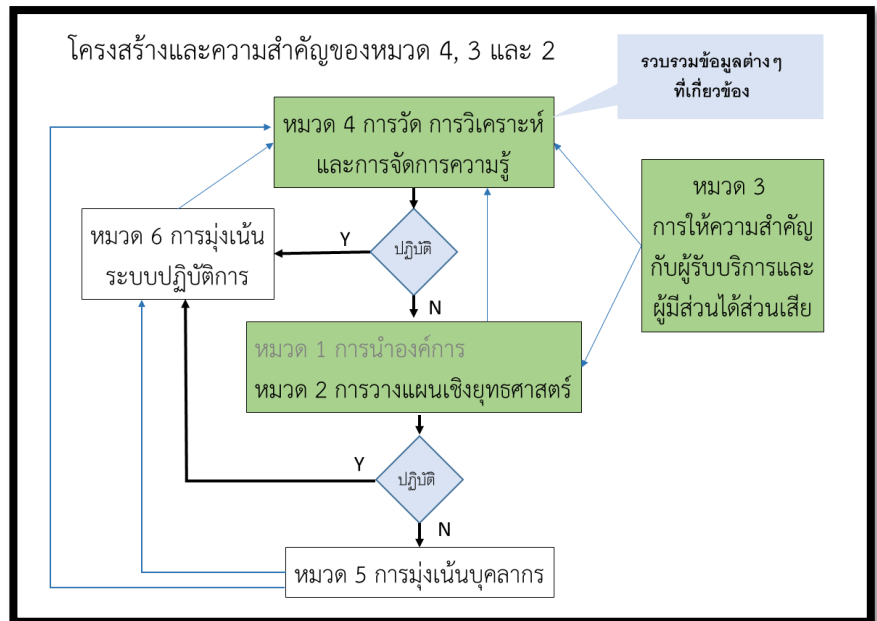 โครงสร้างและความสำคัญของหมวด 4, 3 และ 2
รวบรวมข้อมูลต่างๆ
ที่เกี่ยวข้อง
หมวด 4 การวัด การวิเคราะห์
และการจัดการความรู้
หมวด 3
การให้ความสำคัญ
กับผู้รับบริการและ
ผู้มีส่วนได้ส่วนเสีย
หมวด 6 การมุ่งเน้น
ระบบปฏิบัติการ
Y
ปฏิบัติ
N
หมวด 1 การนำองค์การ
หมวด 2 การวางแผนเชิงยุทธศาสตร์
Y
ปฏิบัติ
N
หมวด 5 การมุ่งเน้นบุคลากร